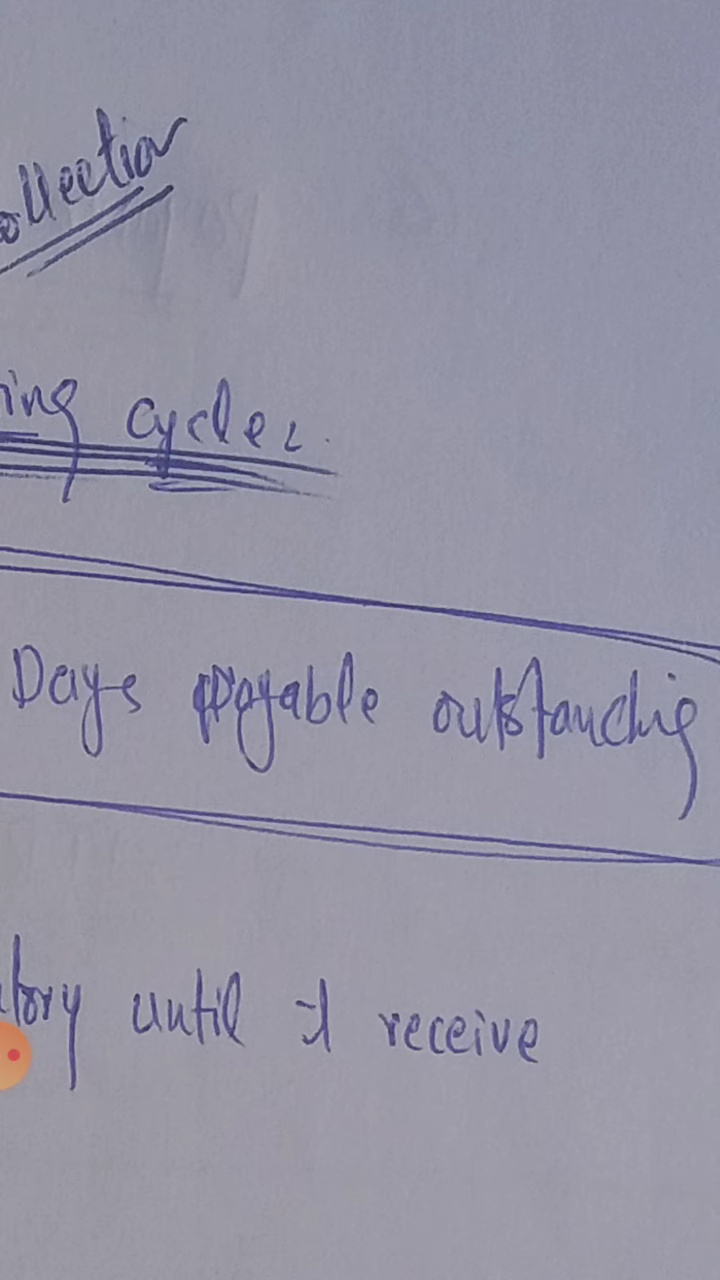 ollection
ing cycle:
Days payable outstanding
tory until I receive